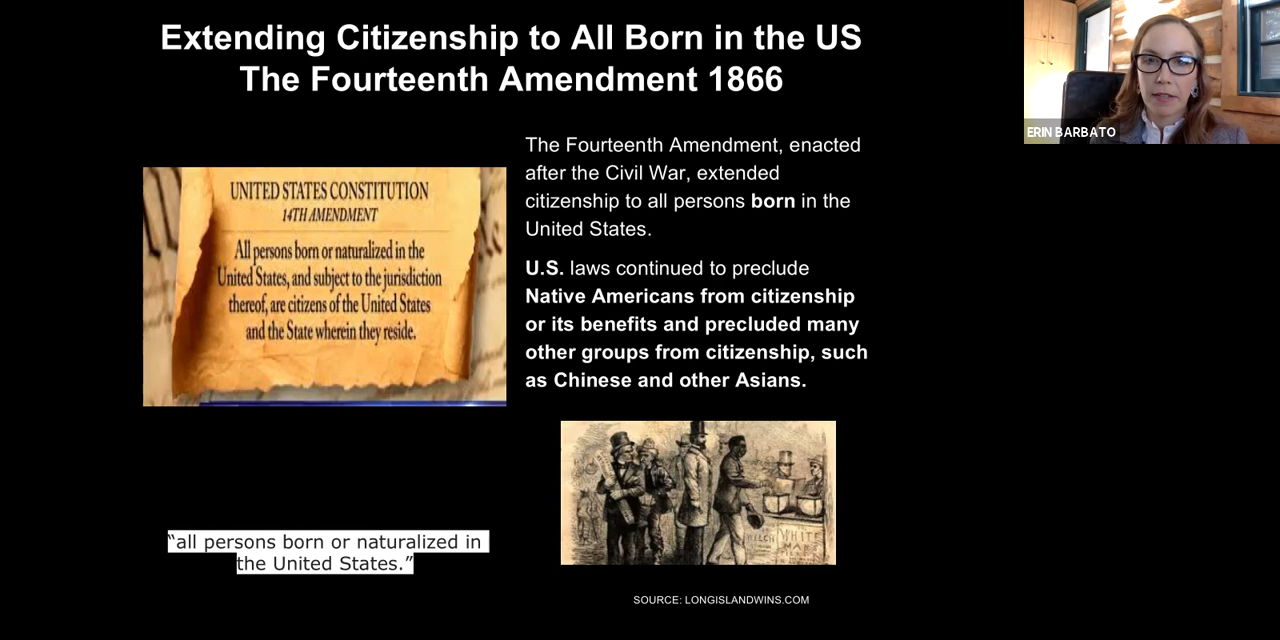 Extending Citizenship to All Born in the US
The Fourteenth Amendment 1866
ERIN BARBATO
UNITED STATES CONSTITUTION
14TH AMENDMENT
All persons born or naturalized in the
United States, and subject to the jurisdiction
thereof, are citizens of the United States
and the State wherein they reside.
The Fourteenth Amendment, enacted
after the Civil War, extended
citizenship to all persons born in the
United States.
U.S. laws continued to preclude
Native Americans from citizenship
or its benefits and precluded many
other groups from citizenship, such
as Chinese and other Asians.
WHITE
MAN'S
“all persons born or naturalized in
the United States.”
SOURCE: LONGISLANDWINS.COM